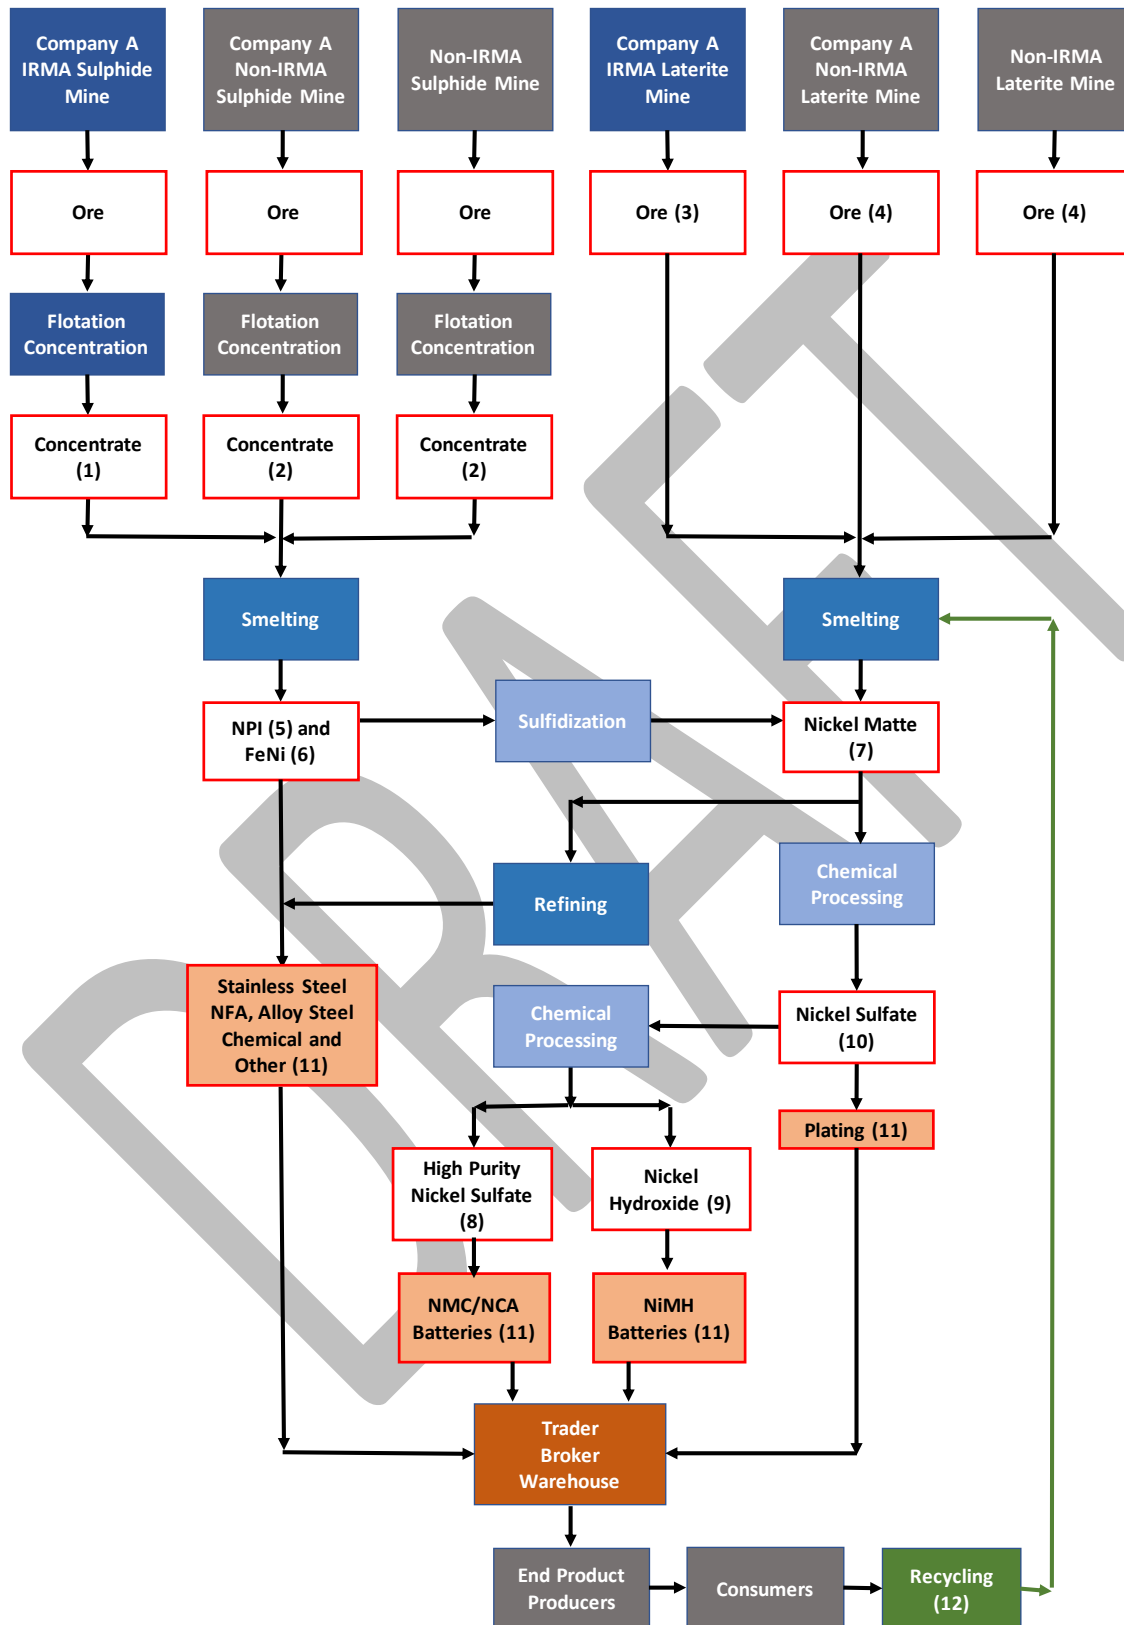 Company A
IRMA Sulphide
Mine
Company A
Non-IRMA
Sulphide Mine
Non-IRMA
Sulphide Mine
Company A
IRMA Laterite
Mine
Company A
Non-IRMA
Laterite Mine
Non-IRMA
Laterite Mine
Ore
Ore
Ore
Ore (3)
Ore (4)
Ore (4)
Flotation
Concentration
Flotation
Concentration
Flotation
Concentration
Concentrate
(1)
Concentrate
(2)
Concentrate
(2)
Smelting
Smelting
NPI (5) and
FeNi (6)
Sulfidization
Nickel Matte
(7)
Refining
Chemical
Processing
Stainless Steel
NFA, Alloy Steel
Chemical and
Other (11)
Chemical
Processing
Nickel Sulfate
(10)
Plating (11)
High Purity
Nickel Sulfate
(8)
Nickel
Hydroxide (9)
NMC/NCA
Batteries (11)
NiMH
Batteries (11)
Trader
Broker
Warehouse
End Product
Producers
Consumers
Recycling
(12)
DRAFT